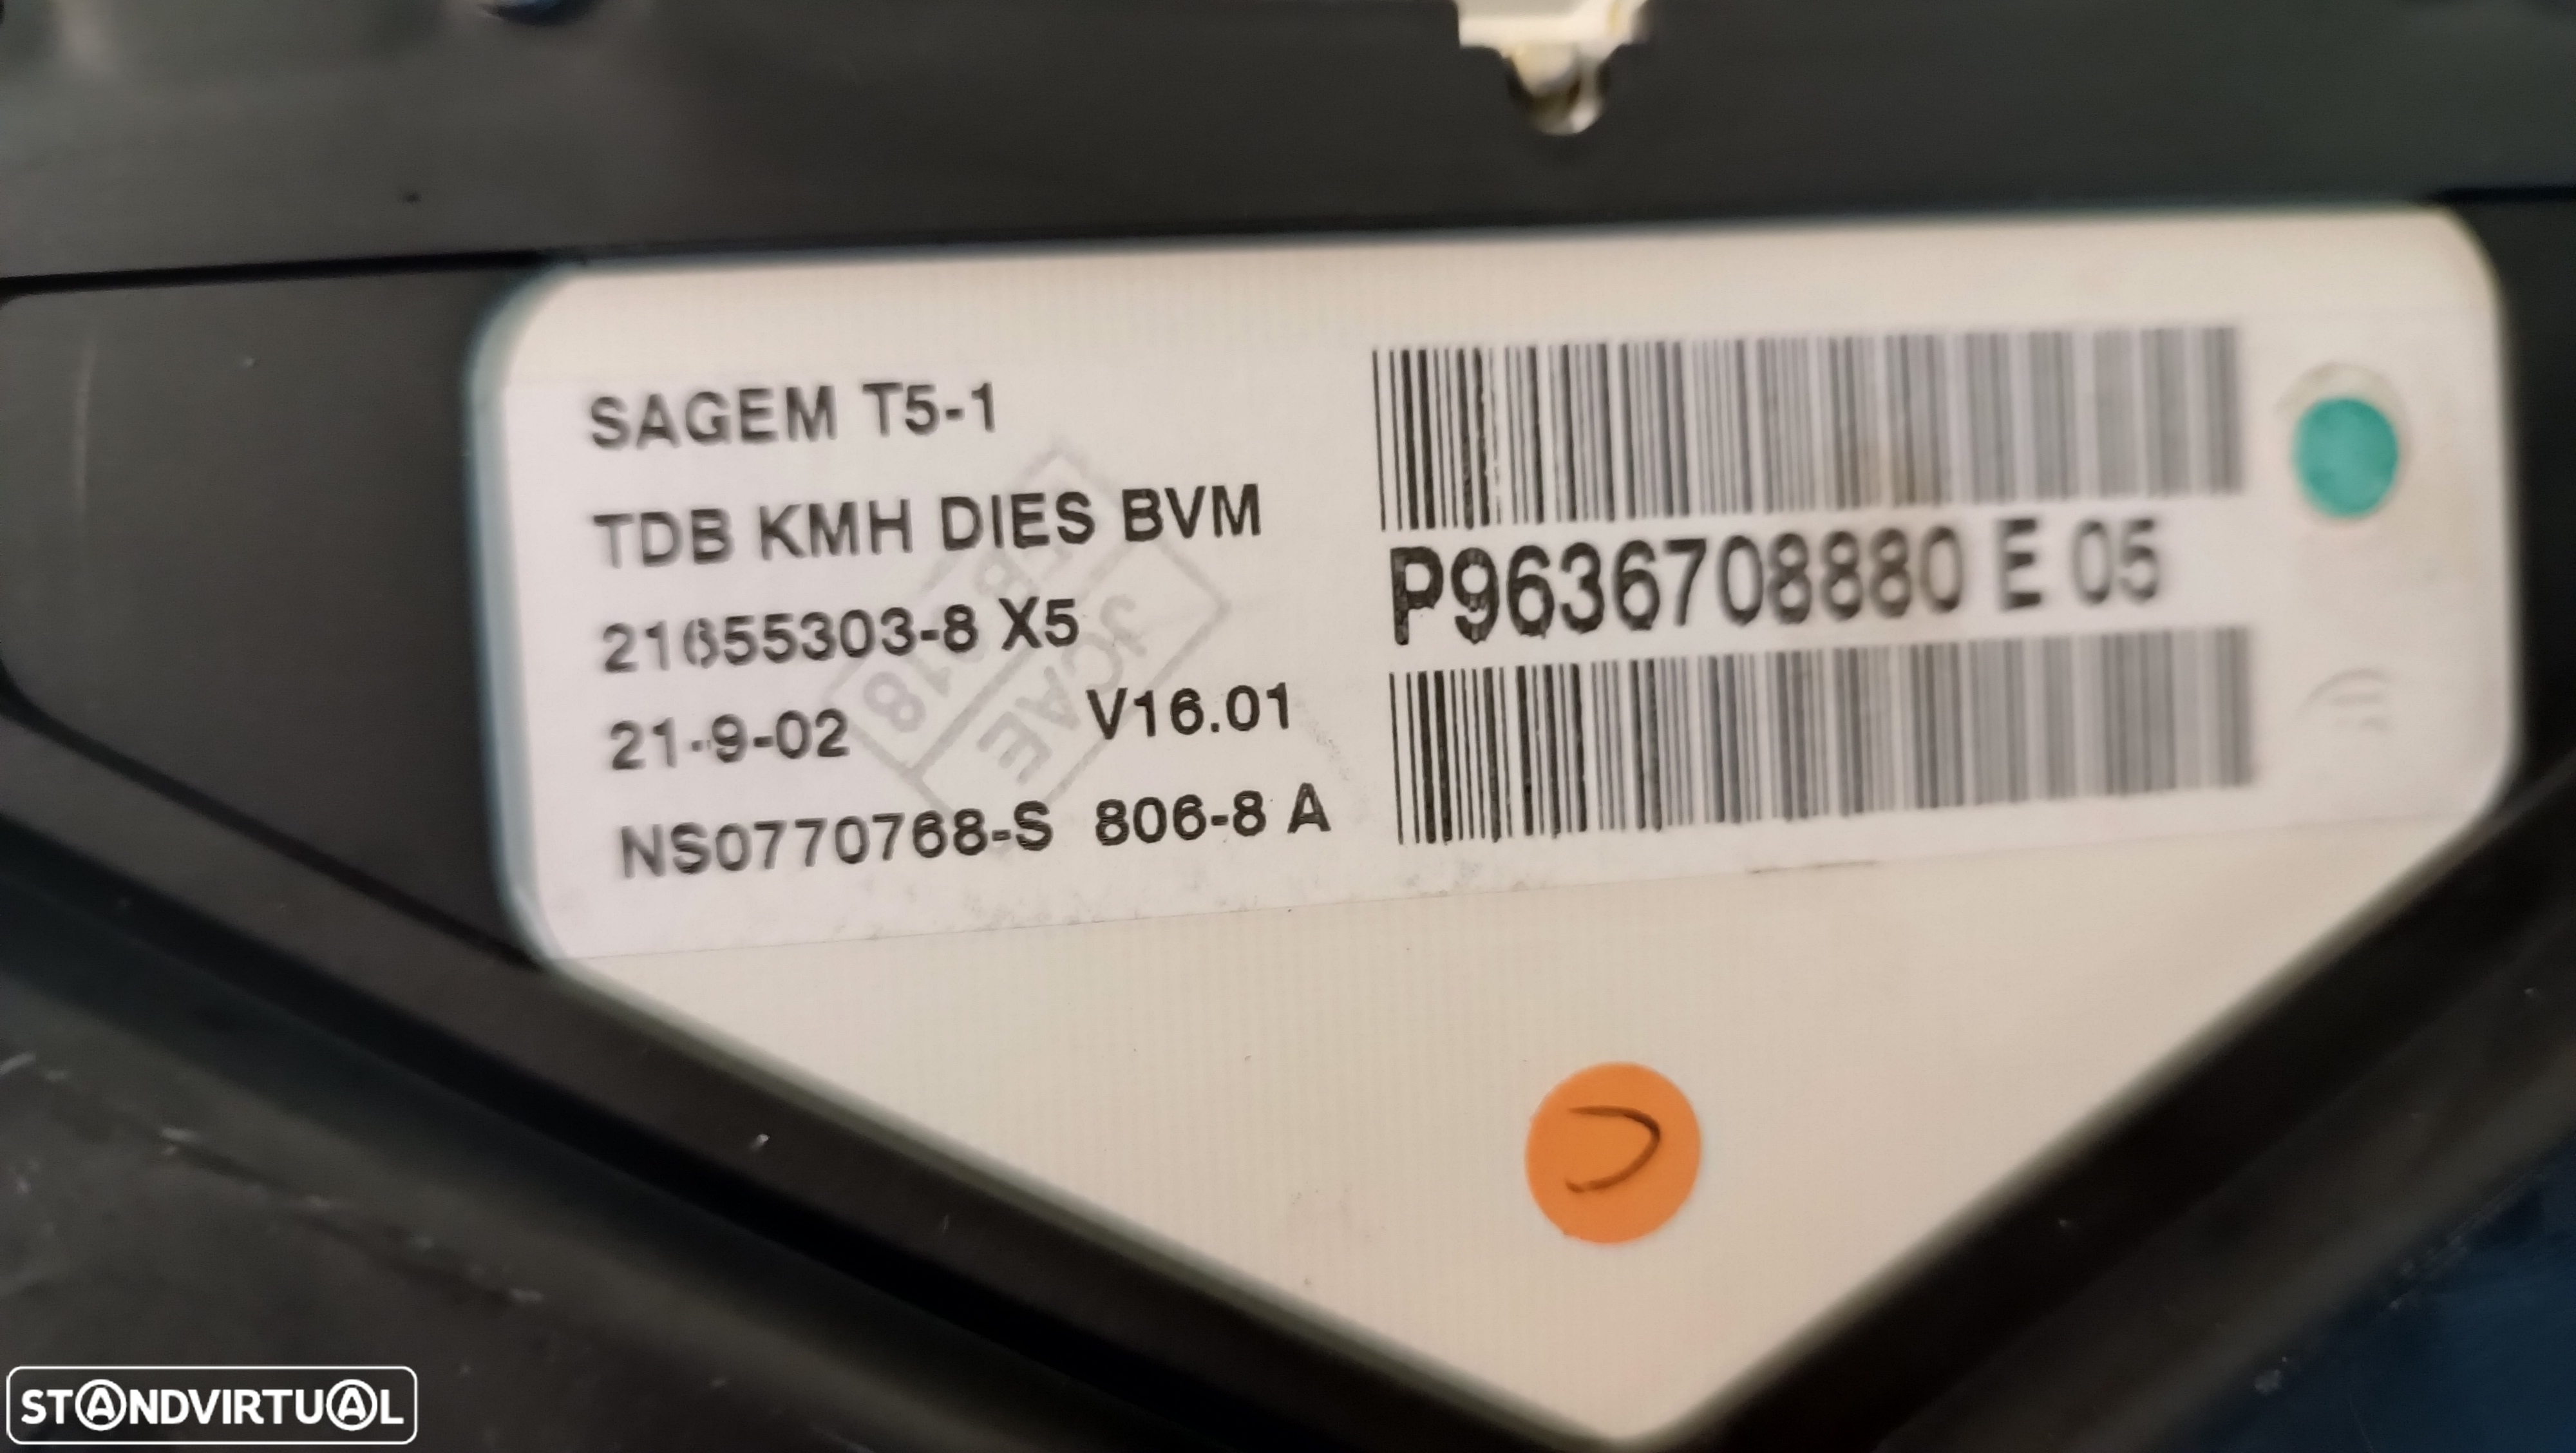 SAGEM T5-1
TDB KMH DIES BVM
21655303-8 X5
21-9-02 V16.01
NS0770768-S 806-8 A
P9636708880 E 05
JCAE
STANDVIRTUAL